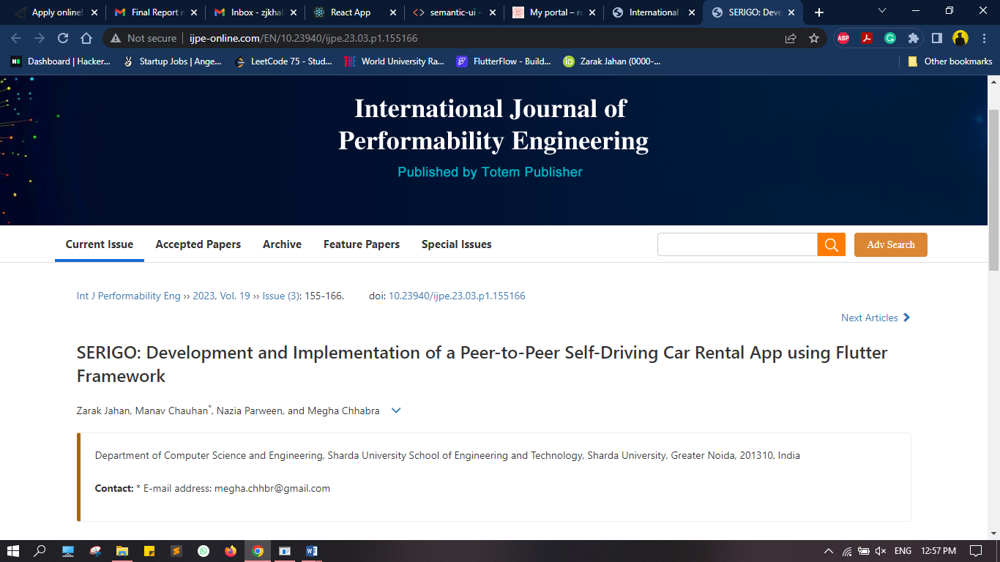 Apply online!
Final Report n
Inbox - zjkhal
React App
semantic-ui -
My portal – re
International
SERIGO: Deve
Not secure
ijpe-online.com/EN/10.23940/ijpe.23.03.p1.155166
ABP
Dashboard | Hacker...
Startup Jobs | Ange...
LeetCode 75 - Stud...
THE
World University Ra...
FlutterFlow - Build...
iD
Zarak Jahan (0000-...
Other bookmarks
International Journal of
Performability Engineering
Published by Totem Publisher
Current Issue
Accepted Papers
Archive
Feature Papers
Special Issues
Adv Search
Int J Performability Eng ›› 2023, Vol. 19 ›› Issue (3): 155-166.
doi: 10.23940/ijpe.23.03.p1.155166
Next Articles
SERIGO: Development and Implementation of a Peer-to-Peer Self-Driving Car Rental App using Flutter
Framework
Zarak Jahan, Manav Chauhan*, Nazia Parween, and Megha Chhabra
Department of Computer Science and Engineering, Sharda University School of Engineering and Technology, Sharda University, Greater Noida, 201310, India
Contact: * E-mail address: megha.chhbr@gmail.com
ENG
12:57 PM